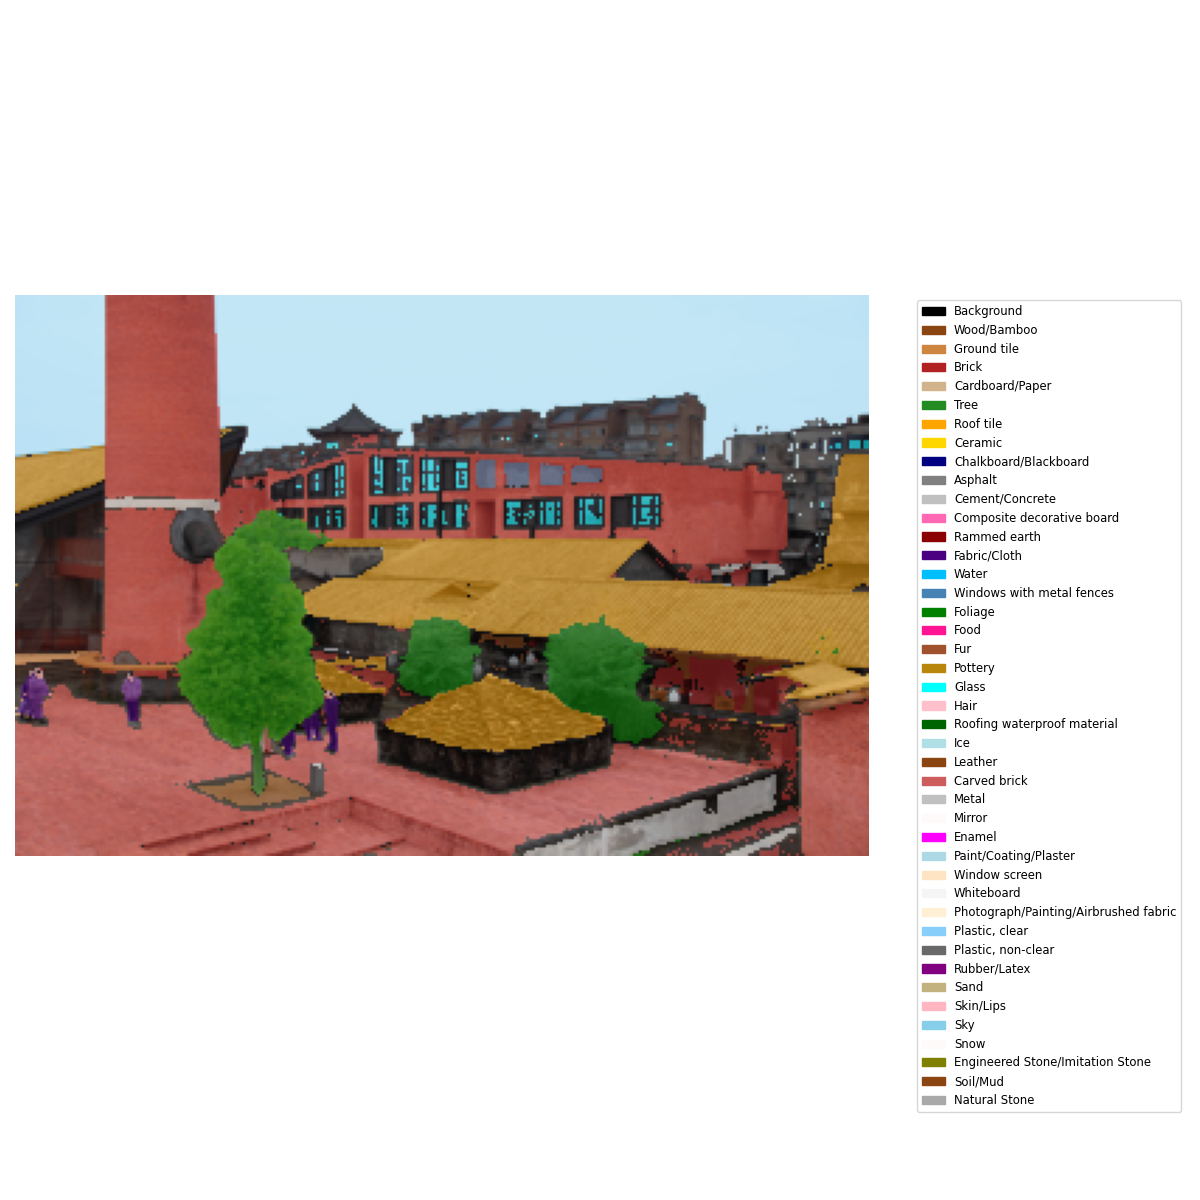 Background
Wood/Bamboo
Ground tile
Brick
Cardboard/Paper
Tree
Roof tile
Ceramic
Chalkboard/Blackboard
Asphalt
Cement/Concrete
Composite decorative board
Rammed earth
Fabric/Cloth
Water
Windows with metal fences
Foliage
Food
Fur
Pottery
Glass
Hair
Roofing waterproof material
Ice
Leather
Carved brick
Metal
Mirror
Enamel
Paint/Coating/Plaster
Window screen
Whiteboard
Photograph/Painting/Airbrushed fabric
Plastic, clear
Plastic, non-clear
Rubber/Latex
Sand
Skin/Lips
Sky
Snow
Engineered Stone/Imitation Stone
Soil/Mud
Natural Stone